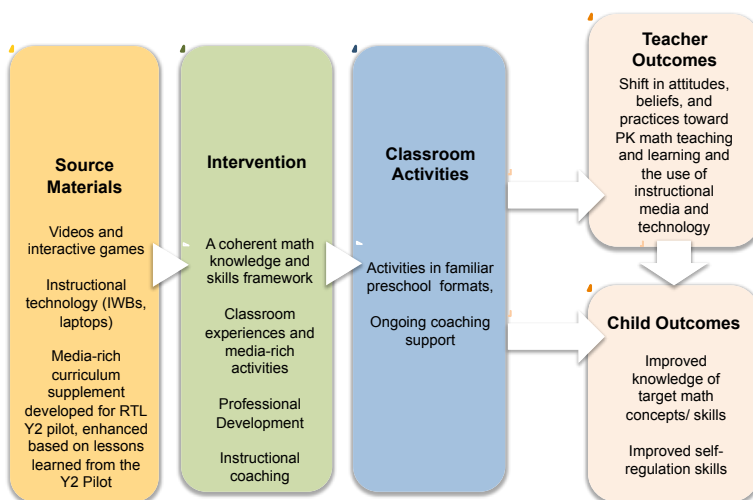 Source
Materials
Videos and
interactive games
Instructional
technology (IWBs,
laptops)
Media-rich
curriculum
supplement
developed for RTL
Y2 pilot, enhanced
based on lessons
learned from the
Y2 Pilot
Intervention
A coherent math
knowledge and
skills framework
Classroom
experiences and
media-rich
activities
Professional
Development
Instructional
coaching
Classroom
Activities
Activities in familiar
preschool formats,
Ongoing coaching
support
Teacher
Outcomes
Shift in attitudes,
beliefs, and
practices toward
PK math teaching
and learning and
the use of
instructional
media and
technology
Child Outcomes
Improved
knowledge of
target math
concepts/ skills
Improved self-
regulation skills